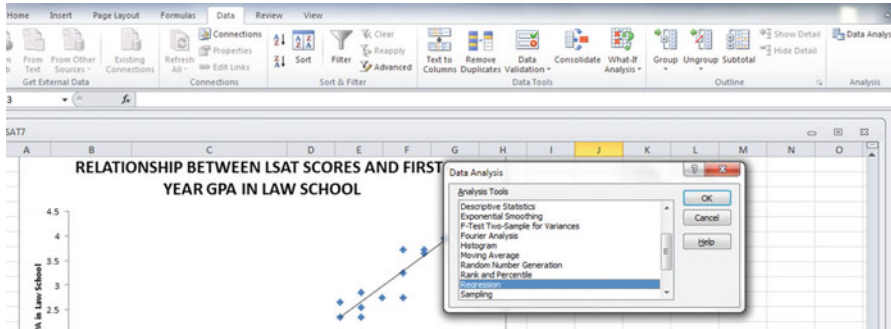 Home Insert Page Layout Formulas Data Review View
From Text
From Other Sources
Existing Connections
Refresh All
Connections
Properties
Edit Links
Sort
Filter
Clear
Reapply
Advanced
Text to Columns
Remove Duplicates
Data Validation
Consolidate
What-If Analysis
Group
Ungroup
Subtotal
Show Detail
Hide Detail
Data Analysis
Get External Data Connections Sort & Filter Data Tools Outline Analysis
3 fx
SAT7
A B C D E F G H I J K L M N O
RELATIONSHIP BETWEEN LSAT SCORES AND FIRST
YEAR GPA IN LAW SCHOOL
4.5
4
3.5
3
2.5
in Law School
Data Analysis
Analysis Tools
Descriptive Statistics
Exponential Smoothing
F-Test Two-Sample for Variances
Fourier Analysis
Histogram
Moving Average
Random Number Generation
Rank and Percentile
Regression
Sampling
OK
Cancel
Help